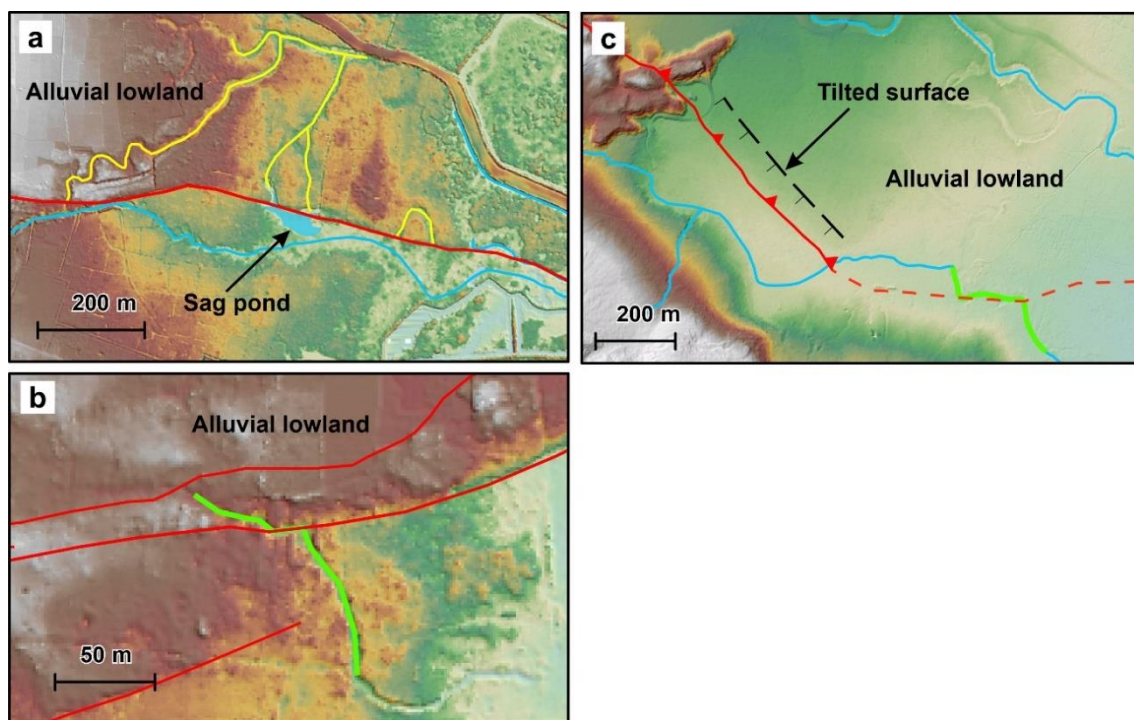 a
Alluvial lowland
Sag pond
200 m
c
Tilted surface
Alluvial lowland
200 m
b
Alluvial lowland
50 m